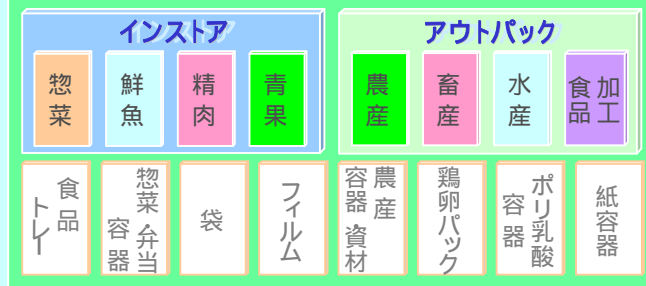 インストア
アウトパック
惣菜
鮮魚
精肉
青果
農産
畜産
水産
加工
食品
食品
トレー
惣菜・弁当
容器
袋
フィルム
農産
容器・資材
鶏卵パック
ポリ乳酸
容器
紙容器